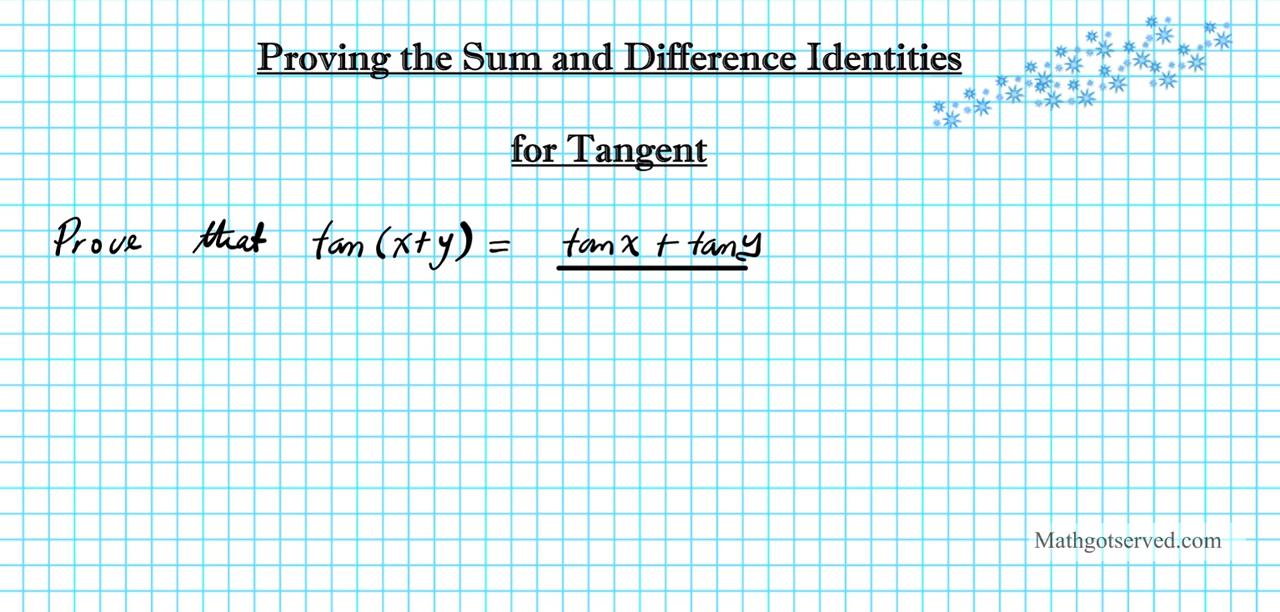 Proving the Sum and Difference Identities
for Tangent
Prove that tan(x+y) = tanx + tany
Mathgotserved.com